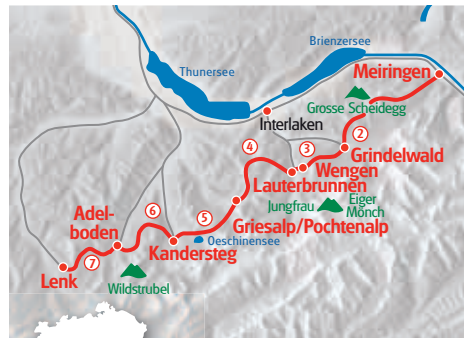 Brienzersee
Thunersee
Meiringen
Grosse Scheidegg
Interlaken
2
4
3
Grindelwald
Wengen
Lauterbrunnen
Jungfrau
Eiger
Mönch
6
5
Griesalp/Pochtenalp
Adel-
boden
Oeschinensee
Kandersteg
7
Lenk
Wildstrubel